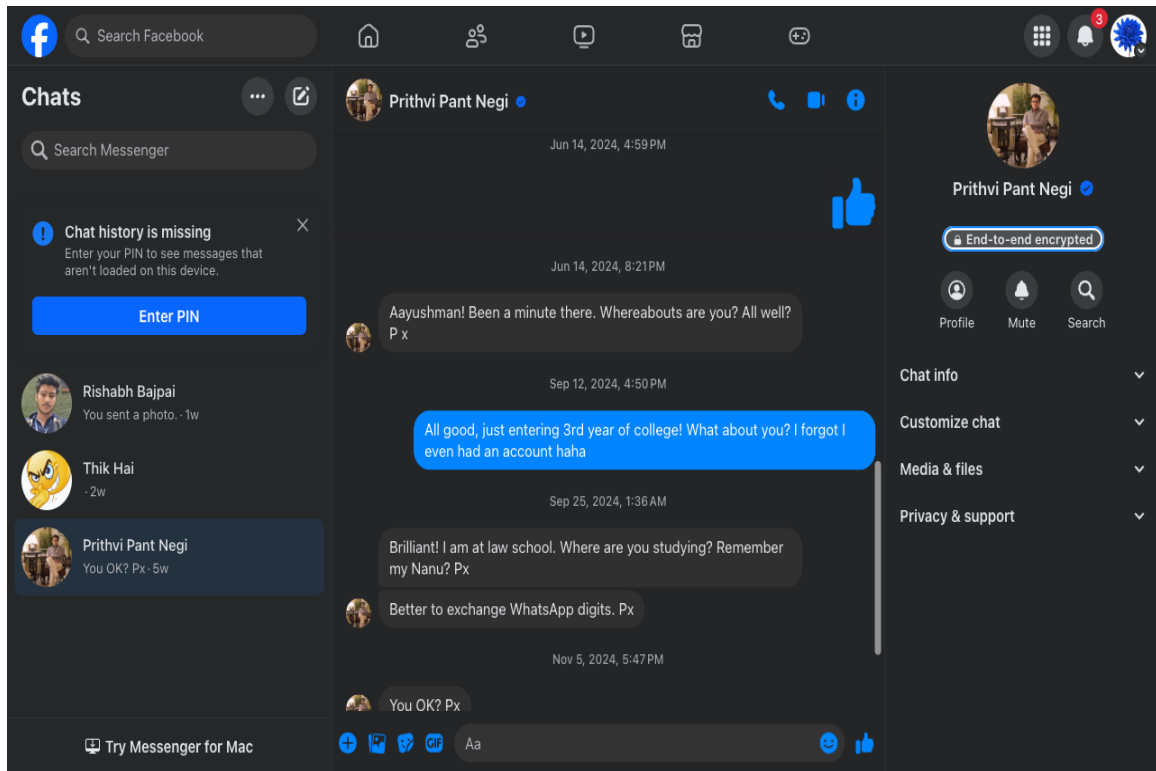 Search Facebook
3
Chats
Search Messenger
Chat history is missing
Enter your PIN to see messages that
aren't loaded on this device.
Enter PIN
Rishabh Bajpai
You sent a photo. · 1w
Thik Hai
· 2w
Prithvi Pant Negi
You OK? Px · 5w
Try Messenger for Mac
Prithvi Pant Negi
Jun 14, 2024, 4:59 PM
Jun 14, 2024, 8:21 PM
Aayushman! Been a minute there. Whereabouts are you? All well?
P x
Sep 12, 2024, 4:50 PM
All good, just entering 3rd year of college! What about you? I forgot I
even had an account haha
Sep 25, 2024, 1:36 AM
Brilliant! I am at law school. Where are you studying? Remember
my Nanu? Px
Better to exchange WhatsApp digits. Px
Nov 5, 2024, 5:47 PM
You OK? Px
GIF
Aa
Prithvi Pant Negi
End-to-end encrypted
Profile
Mute
Search
Chat info
Customize chat
Media & files
Privacy & support